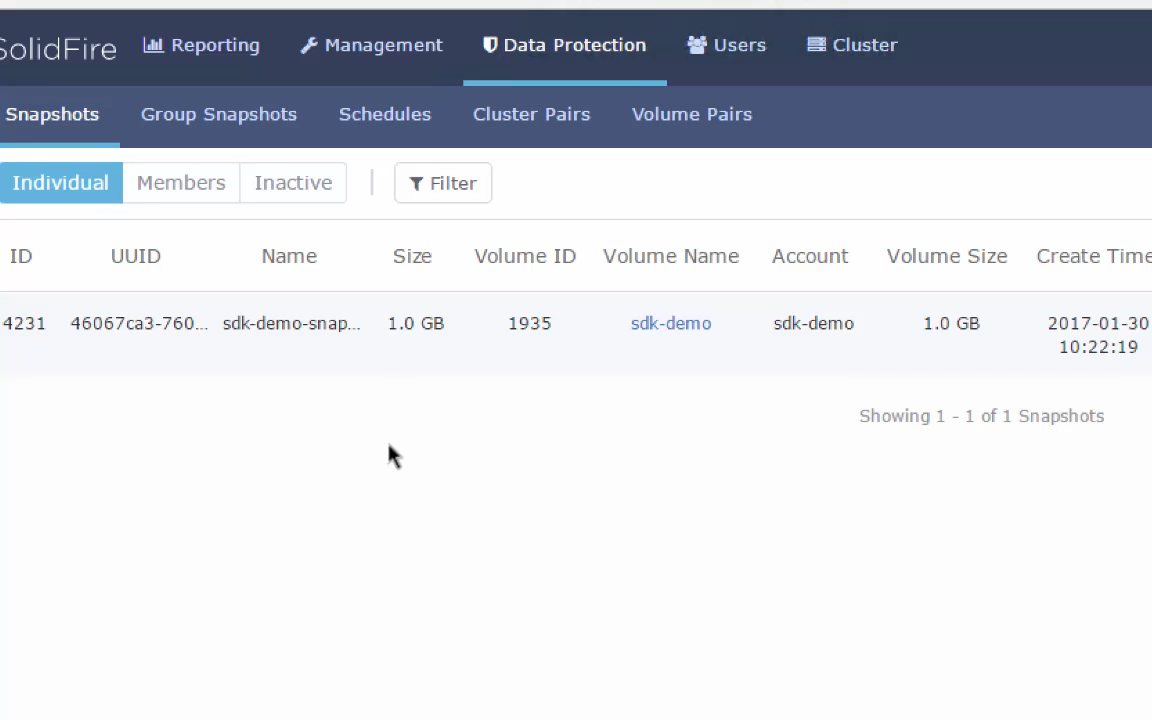 SolidFire Reporting Management Data Protection Users Cluster
Snapshots Group Snapshots Schedules Cluster Pairs Volume Pairs
Individual Members Inactive | Filter
ID UUID Name Size Volume ID Volume Name Account Volume Size Create Time
4231 46067ca3-760... sdk-demo-snap... 1.0 GB 1935 sdk-demo sdk-demo 1.0 GB 2017-01-30
10:22:19
Showing 1 - 1 of 1 Snapshots